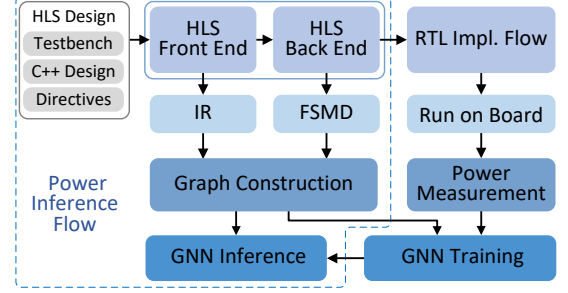 HLS Design
Testbench
C++ Design
Directives
HLS
Front End
HLS
Back End
RTL Impl. Flow
IR
FSMD
Run on Board
Power
Inference
Flow
Graph Construction
Power
Measurement
GNN Inference
GNN Training